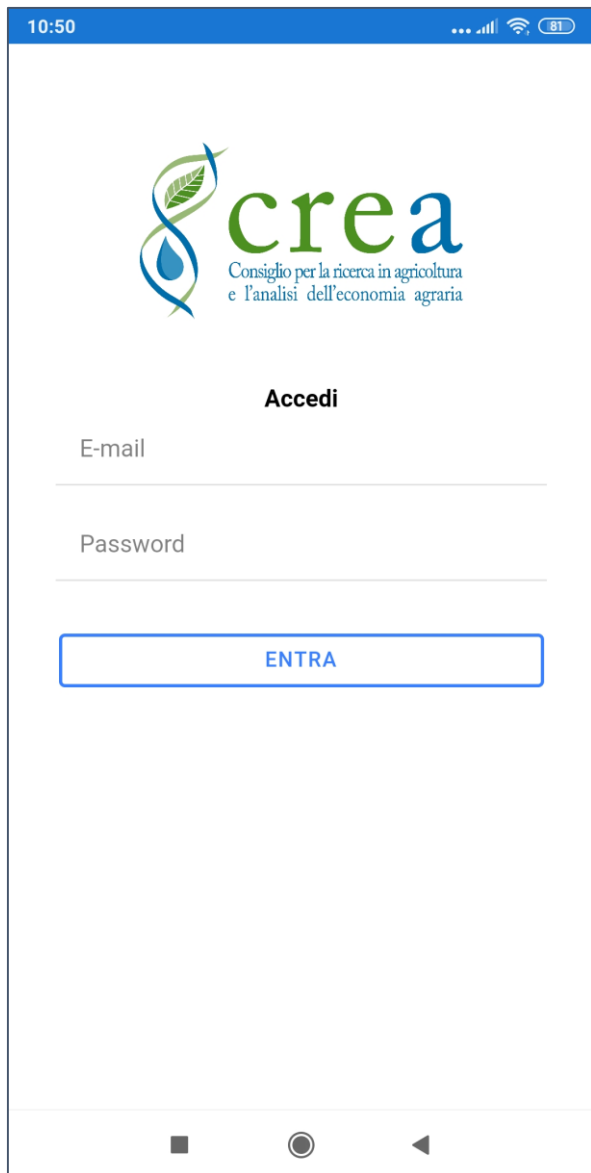 10:50
81
crea
Consiglio per la ricerca in agricoltura
e l'analisi dell'economia agraria
Accedi
E-mail
Password
ENTRA